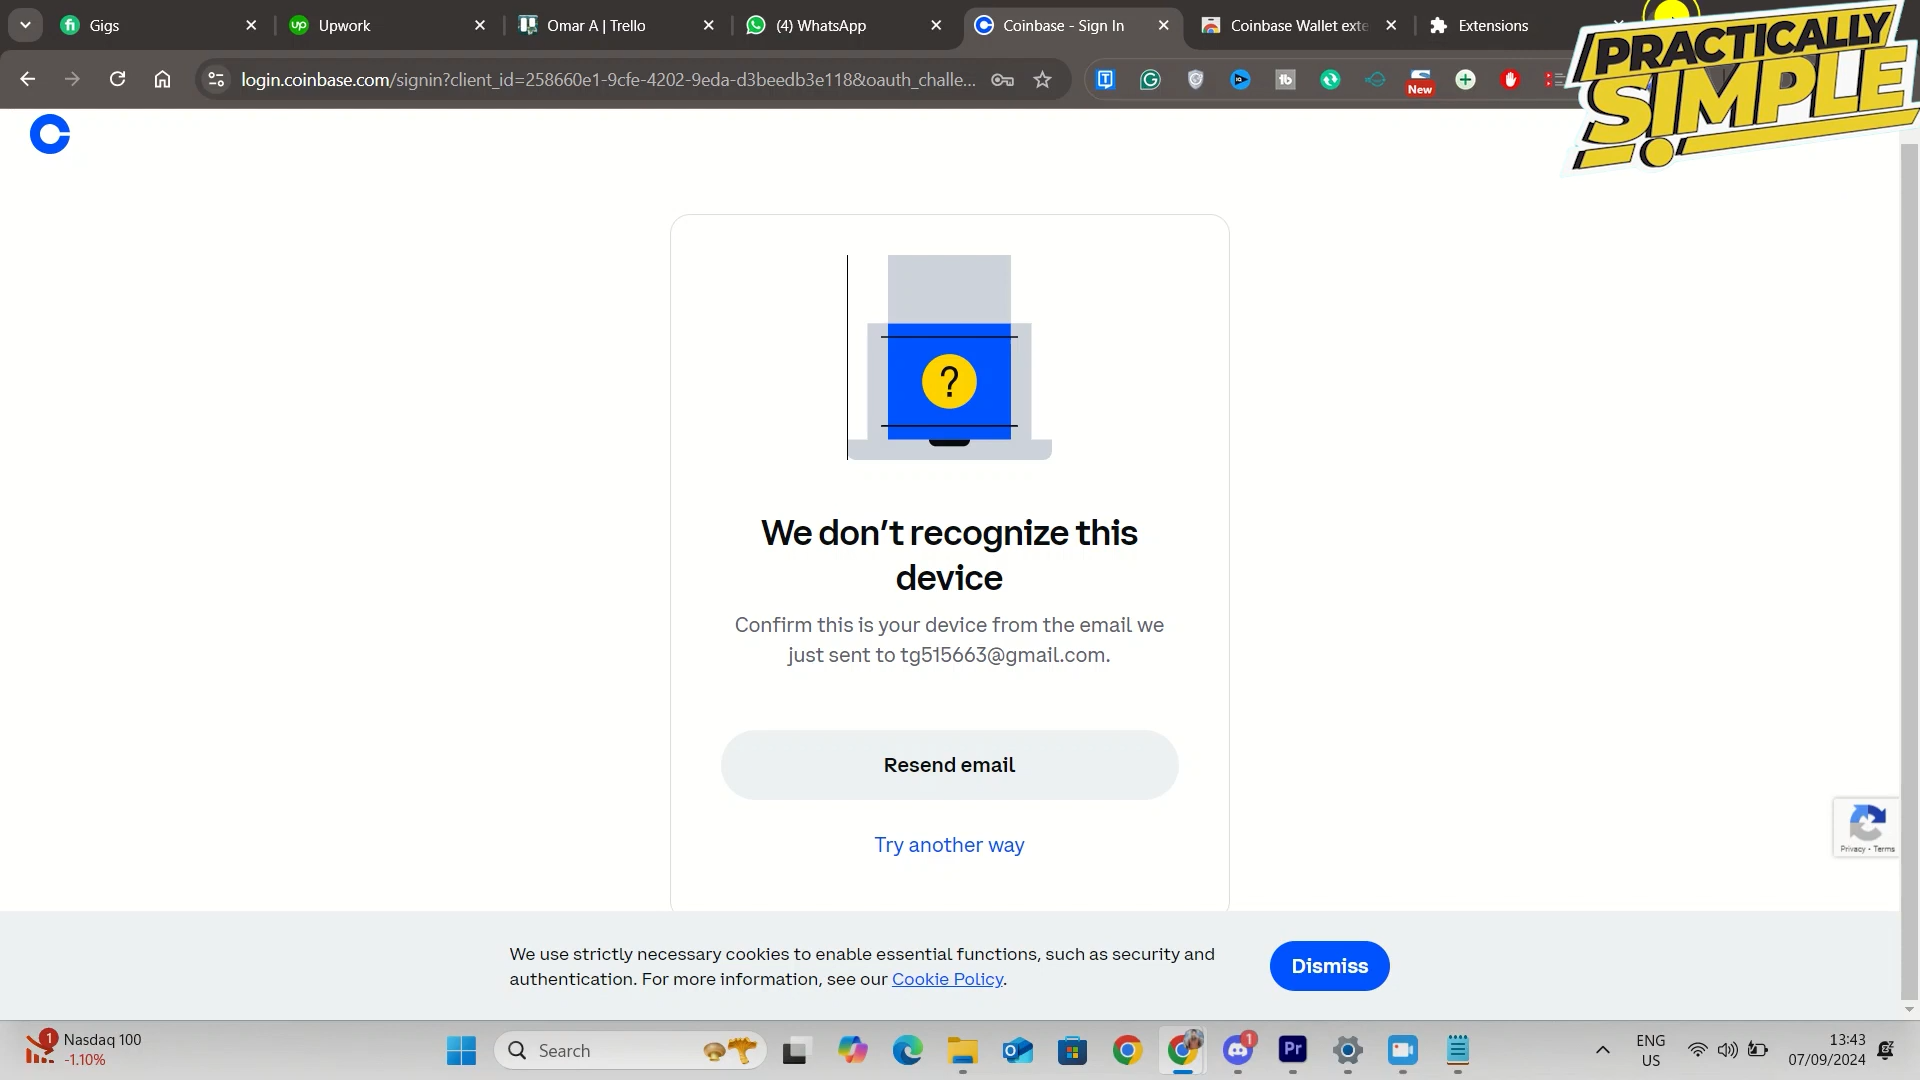 Gigs
Upwork
Omar A | Trello
(4) WhatsApp
Coinbase - Sign In
Coinbase Wallet exte
Extensions
login.coinbase.com/signin?client_id=258660e1-9cfe-4202-9eda-d3beedb3e118&oauth_challe...
New
PRACTICALLY
SIMPLE
?
We don't recognize this
device
Confirm this is your device from the email we
just sent to tg515663@gmail.com.
Resend email
Try another way
Privacy - Terms
We use strictly necessary cookies to enable essential functions, such as security and
authentication. For more information, see our Cookie Policy.
Dismiss
1
Nasdaq 100
-1.10%
Search
1
Pr
ENG
US
13:43
07/09/2024